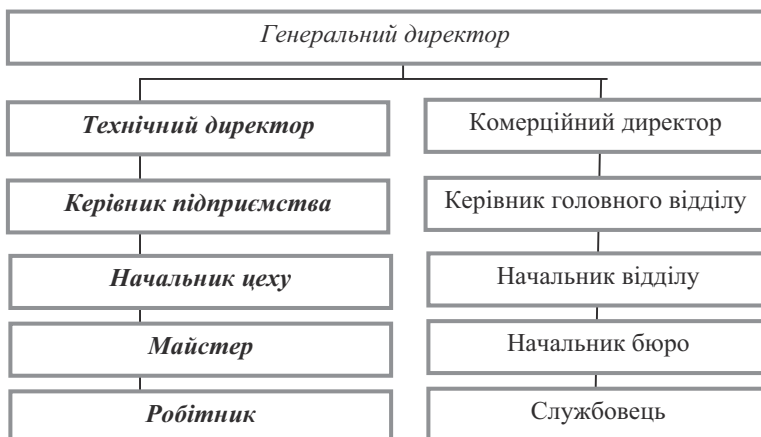 Генеральний директор
Технічний директор
Комерційний директор
Керівник підприємства
Керівник головного відділу
Начальник цеху
Начальник відділу
Майстер
Начальник бюро
Робітник
Службовець